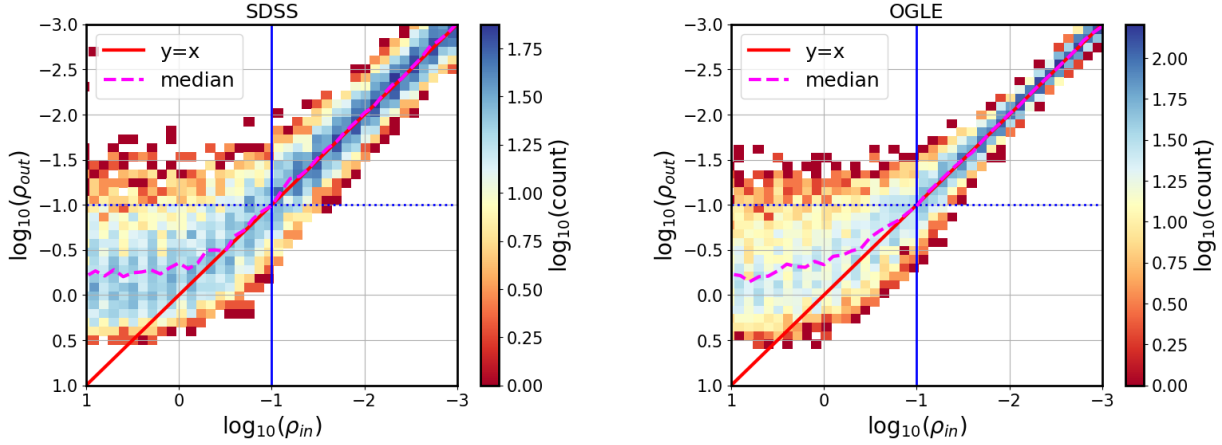 SDSS
−3.0
−2.5
−2.0
−1.5
−1.0
−0.5
0.0
0.5
1.0
log₁₀(ρ_out)
y=x
median
1 0 −1 −2 −3
log₁₀(ρ_in)
1.75
1.50
1.25
1.00
0.75
0.50
0.25
0.00
log₁₀(count)
OGLE
−3.0
−2.5
−2.0
−1.5
−1.0
−0.5
0.0
0.5
1.0
log₁₀(ρ_out)
y=x
median
1 0 −1 −2 −3
log₁₀(ρ_in)
2.00
1.75
1.50
1.25
1.00
0.75
0.50
0.25
0.00
log₁₀(count)